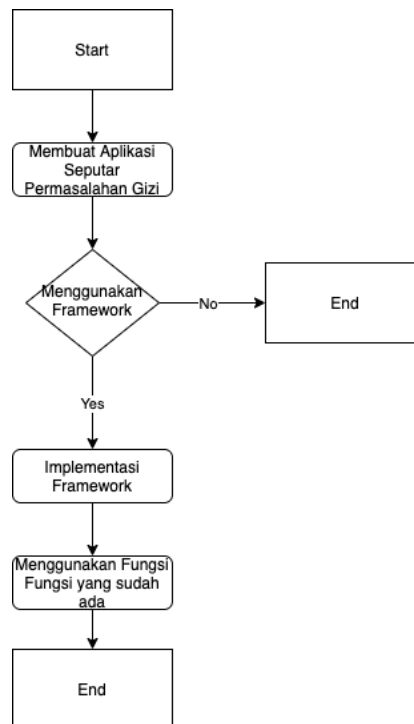 Start
Membuat Aplikasi
Seputar
Permasalahan Gizi
Menggunakan
Framework
No
End
Yes
Implementasi
Framework
Menggunakan Fungsi
Fungsi yang sudah
ada
End